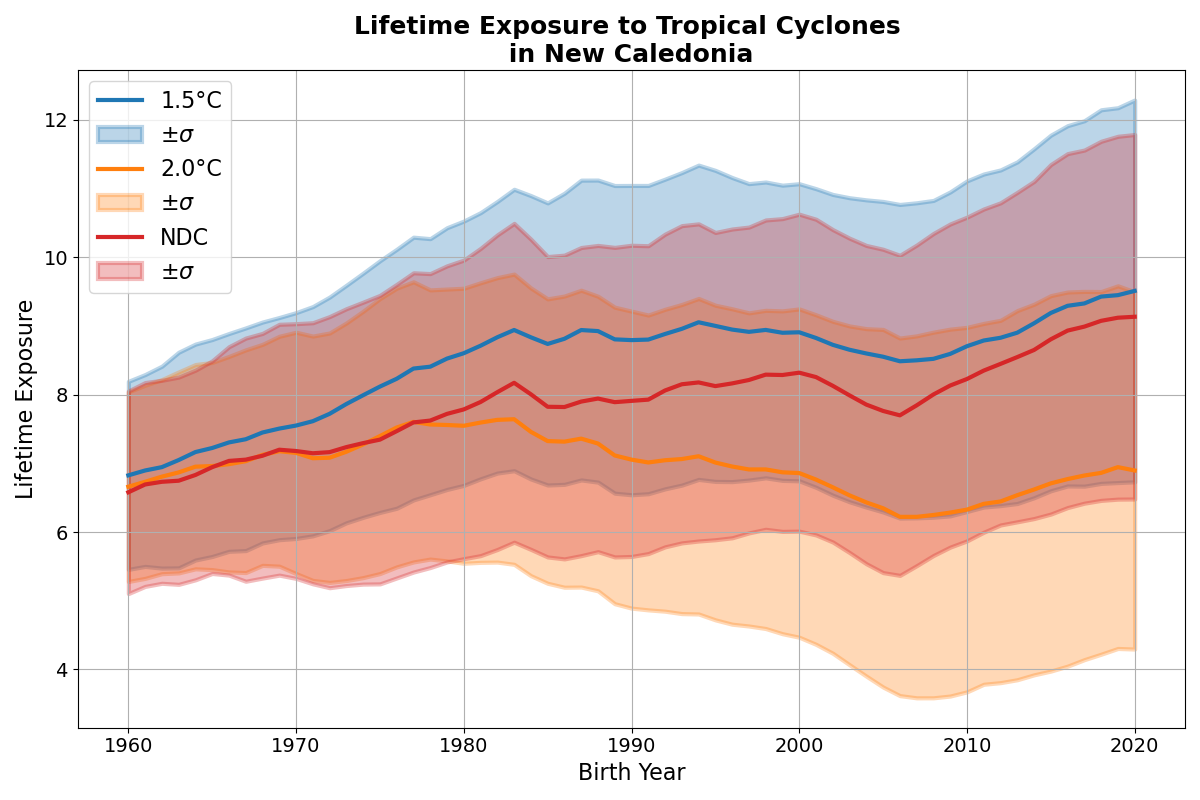 Lifetime Exposure to Tropical Cyclones
in New Caledonia
1.5°C
±σ
2.0°C
±σ
NDC
±σ
Lifetime Exposure
12
10
8
6
4
1960 1970 1980 1990 2000 2010 2020
Birth Year